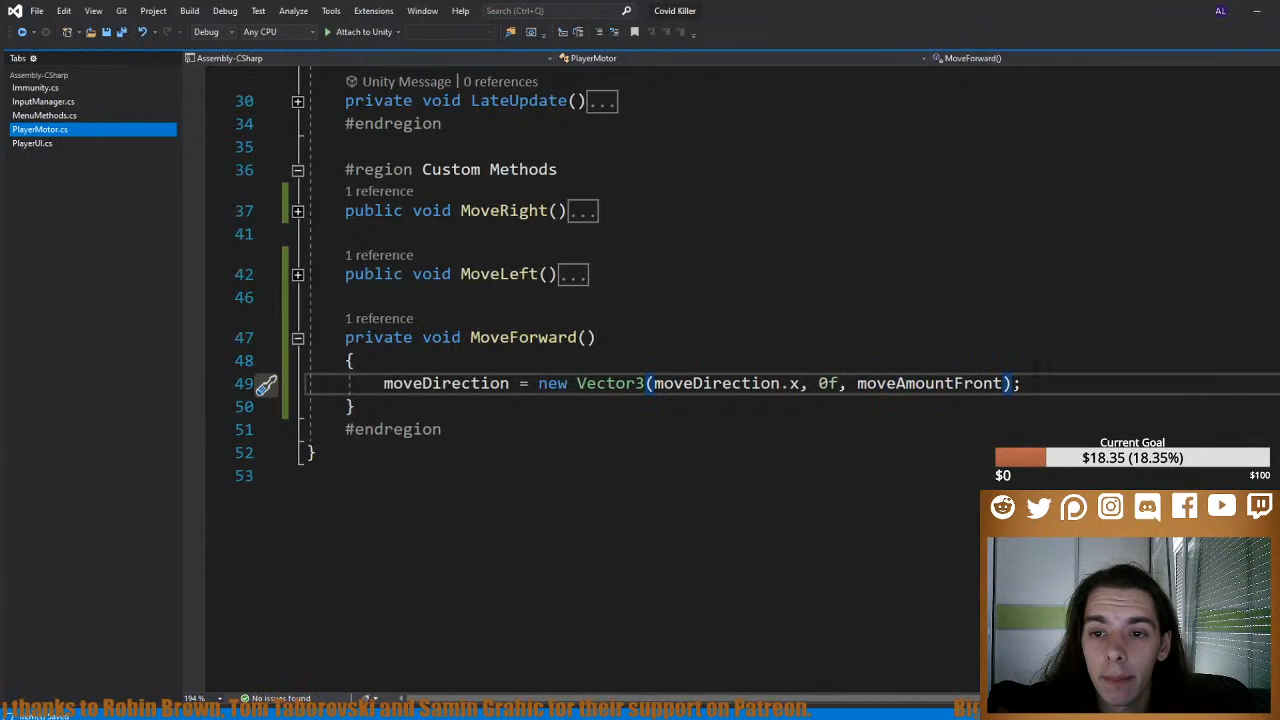 File Edit View Git Project Build Debug Test Analyze Tools Extensions Window Help Search (Ctrl+Q) Covid Killer AL
Debug Any CPU Attach to Unity
Tabs
Assembly-CSharp PlayerMotor MoveForward()
Assembly-CSharp
Immunity.cs
InputManager.cs
MenuMethods.cs
PlayerMotor.cs
PlayerUI.cs
Unity Message | 0 references
30 private void LateUpdate()...
34 #endregion
35
36 #region Custom Methods
1 reference
37 public void MoveRight()...
41
1 reference
42 public void MoveLeft()...
46
1 reference
47 private void MoveForward()
48 {
49 moveDirection = new Vector3(moveDirection.x, 0f, moveAmountFront);
50 }
51 #endregion
52 }
53
Current Goal
$18.35 (18.35%)
$0 $100
194 % No issues found
thanks to Robin Brown, Toni Taborovski and Samin Grahic for their support on Patreon.
Item(s) Saved